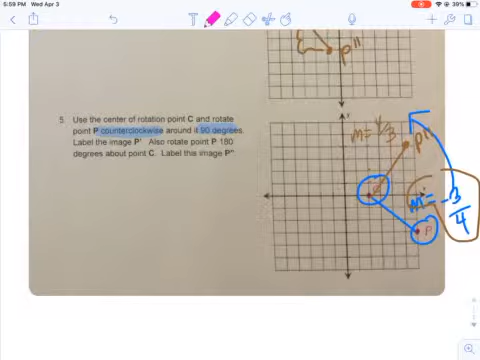 5:59 PM Wed Apr 3
39%
P"
5. Use the center of rotation point C and rotate
point P counterclockwise around it 90 degrees.
Label the image P' Also rotate point P 180
degrees about point C. Label this image P"
m = 4/3
P"
m = -3/4
P